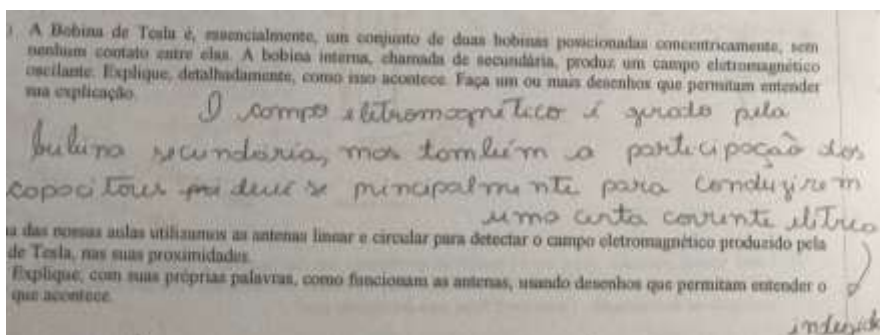 A Bobina de Tesla é, essencialmente, um conjunto de duas bobinas posicionadas concentricamente, sem
nenhum contato entre elas. A bobina interna, chamada de secundária, produz um campo eletromagnético
oscilante. Explique, detalhadamente, como isso acontece. Faça um ou mais desenhos que permitam entender
sua explicação.
O campo eletromagnético é gerado pela
bubina secundária, mas também a participação dos
capacitores deve se principalmente para conduzirem
uma certa corrente elétrica
a das nossas aulas utilizamos as antenas linear e circular para detectar o campo eletromagnético produzido pela
de Tesla, nas suas proximidades.
Explique, com suas próprias palavras, como funcionam as antenas, usando desenhos que permitam entender o
que acontece.